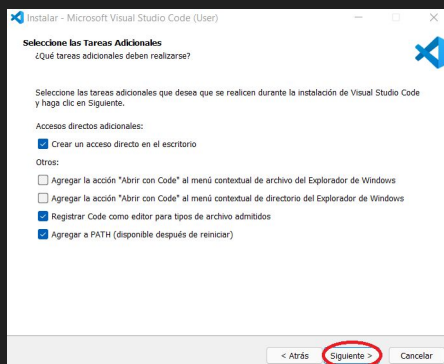 Instalar - Microsoft Visual Studio Code (User)
Seleccione las Tareas Adicionales
¿Qué tareas adicionales deben realizarse?
Seleccione las tareas adicionales que desea que se realicen durante la instalación de Visual Studio Code
y haga clic en Siguiente.
Accesos directos adicionales:
Crear un acceso directo en el escritorio
Otros:
Agregar la acción "Abrir con Code" al menú contextual de archivo del Explorador de Windows
Agregar la acción "Abrir con Code" al menú contextual de directorio del Explorador de Windows
Registrar Code como editor para tipos de archivo admitidos
Agregar a PATH (disponible después de reiniciar)
< Atrás Siguiente > Cancelar